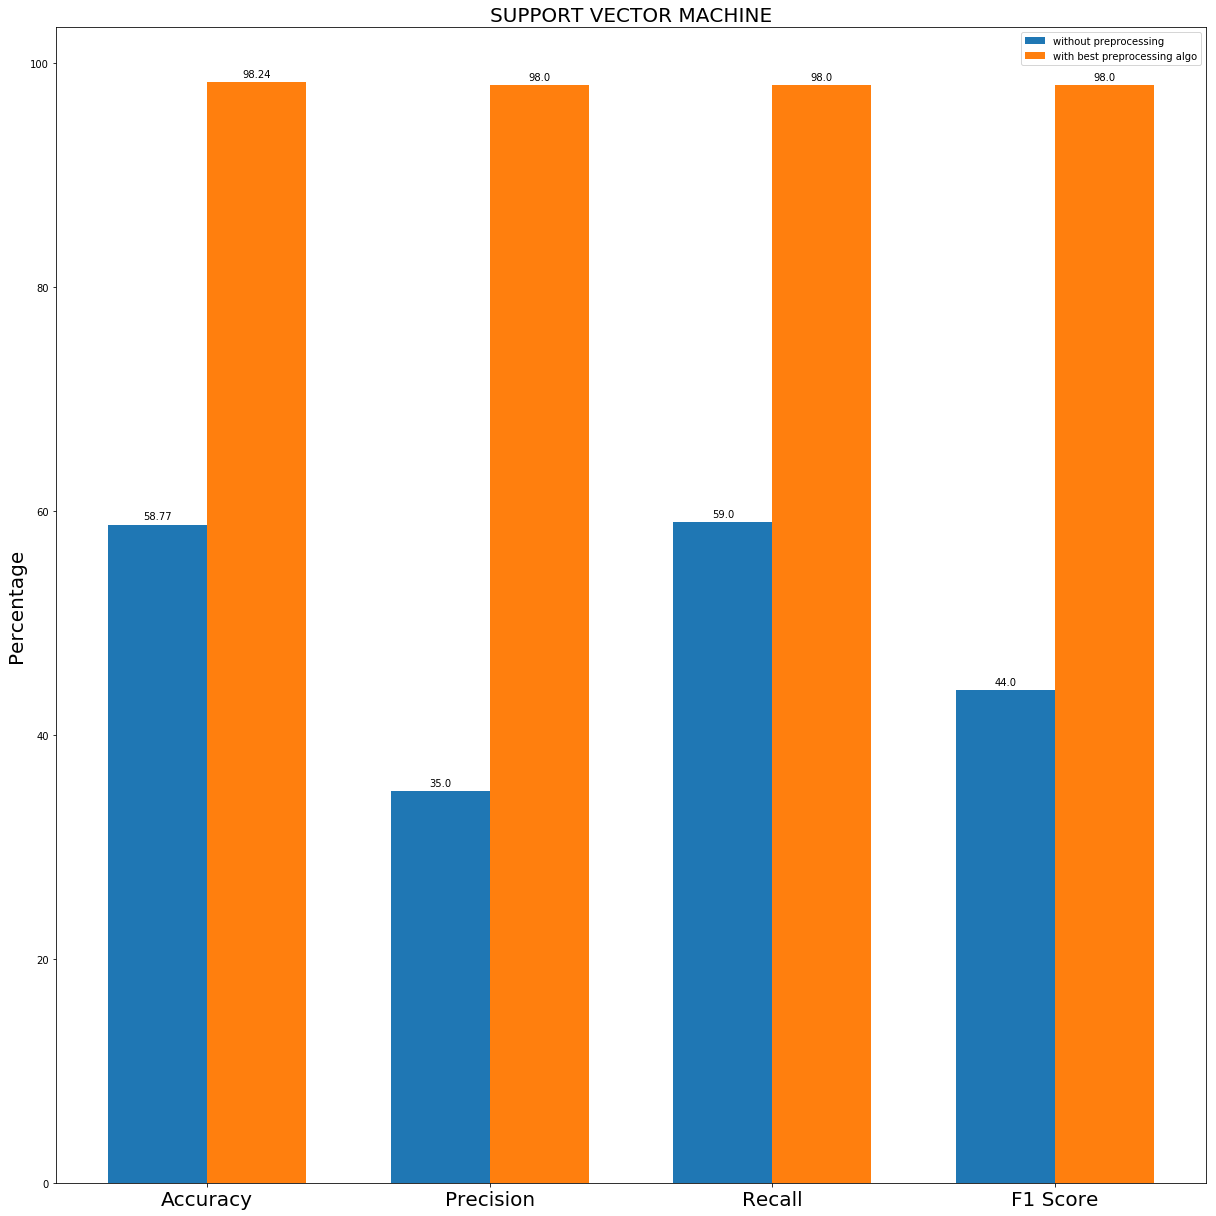 SUPPORT VECTOR MACHINE
without preprocessing
with best preprocessing algo
Percentage
100
80
60
40
20
0
98.24
98.0
98.0
98.0
58.77
35.0
59.0
44.0
Accuracy
Precision
Recall
F1 Score